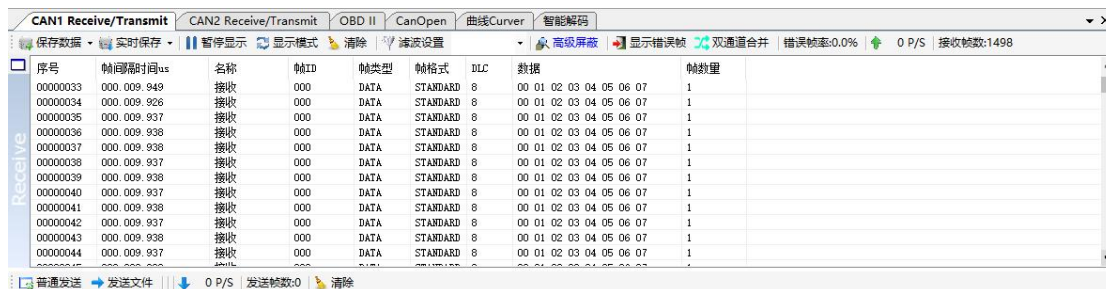 CAN1 Receive/Transmit CAN2 Receive/Transmit OBD II CanOpen 曲线Curver 智能解码
保存数据 实时保存 暂停显示 显示模式 清除 滤波设置 高级屏蔽 显示错误帧 双通道合并 错误帧率:0.0% 0 P/S 接收帧数:1498
序号 帧间隔时间us 名称 帧ID 帧类型 帧格式 DLC 数据 帧数量
00000033 000.009.949 接收 000 DATA STANDARD 8 00 01 02 03 04 05 06 07 1
00000034 000.009.926 接收 000 DATA STANDARD 8 00 01 02 03 04 05 06 07 1
00000035 000.009.937 接收 000 DATA STANDARD 8 00 01 02 03 04 05 06 07 1
00000036 000.009.938 接收 000 DATA STANDARD 8 00 01 02 03 04 05 06 07 1
00000037 000.009.938 接收 000 DATA STANDARD 8 00 01 02 03 04 05 06 07 1
00000038 000.009.937 接收 000 DATA STANDARD 8 00 01 02 03 04 05 06 07 1
00000039 000.009.938 接收 000 DATA STANDARD 8 00 01 02 03 04 05 06 07 1
00000040 000.009.937 接收 000 DATA STANDARD 8 00 01 02 03 04 05 06 07 1
00000041 000.009.938 接收 000 DATA STANDARD 8 00 01 02 03 04 05 06 07 1
00000042 000.009.937 接收 000 DATA STANDARD 8 00 01 02 03 04 05 06 07 1
00000043 000.009.938 接收 000 DATA STANDARD 8 00 01 02 03 04 05 06 07 1
00000044 000.009.937 接收 000 DATA STANDARD 8 00 01 02 03 04 05 06 07 1
Receive
普通发送 发送文件 0 P/S 发送帧数:0 清除